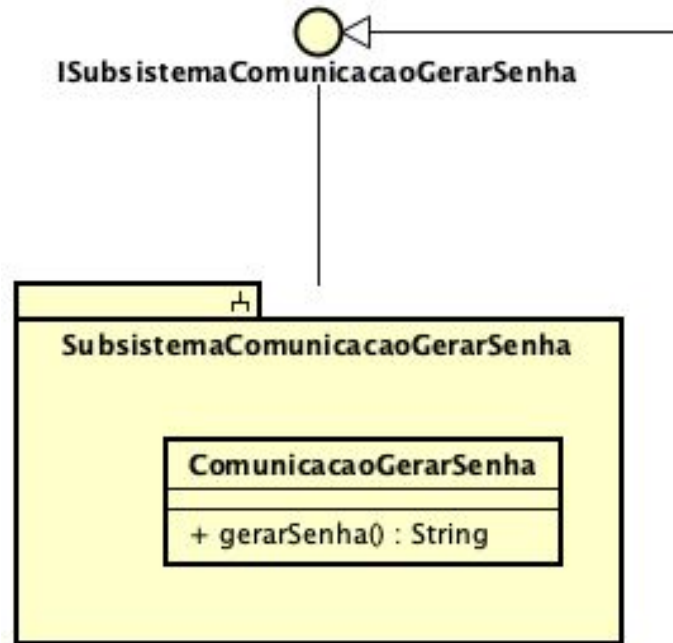 ISubsistemaComunicacaoGerarSenha
SubsistemaComunicacaoGerarSenha
ComunicacaoGerarSenha
+ gerarSenha() : String